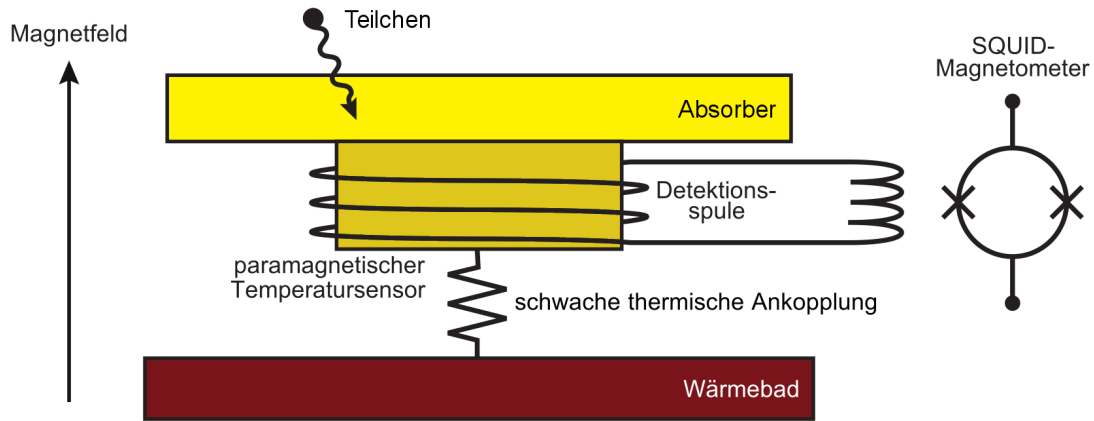 Teilchen
Magnetfeld
SQUID-
Magnetometer
Absorber
Detektions-
spule
paramagnetischer
Temperatursensor
schwache thermische Ankopplung
Wärmebad